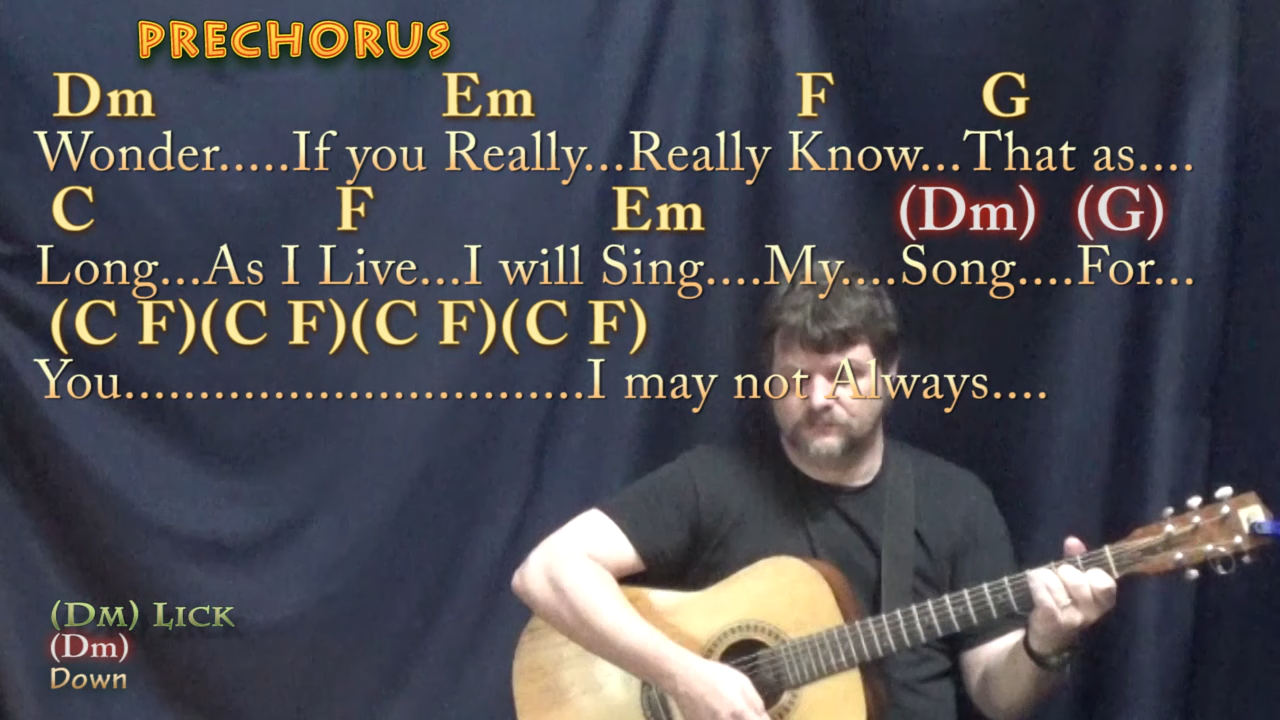 PRECHORUS
Dm Em F G
Wonder.....If you Really...Really Know...That as....
C F Em (Dm) (G)
Long...As I Live...I will Sing....My....Song....For...
(C F)(C F)(C F)(C F)
You...............................I may not Always....
(Dm) Lick
(Dm)
Down